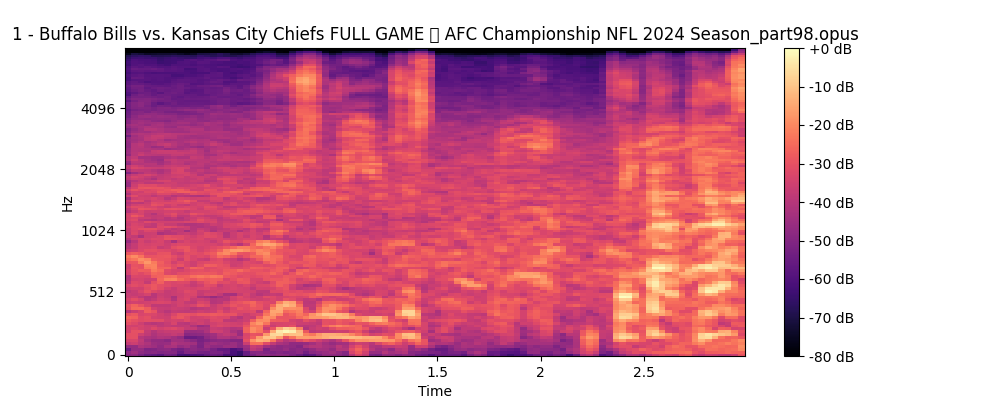 1 - Buffalo Bills vs. Kansas City Chiefs FULL GAME ▯ AFC Championship NFL 2024 Season_part98.opus
+0 dB
4096
-10 dB
-20 dB
2048
-30 dB
Hz
-40 dB
1024
-50 dB
512
-60 dB
-70 dB
0
-80 dB
0
0.5
1
1.5
2
2.5
Time